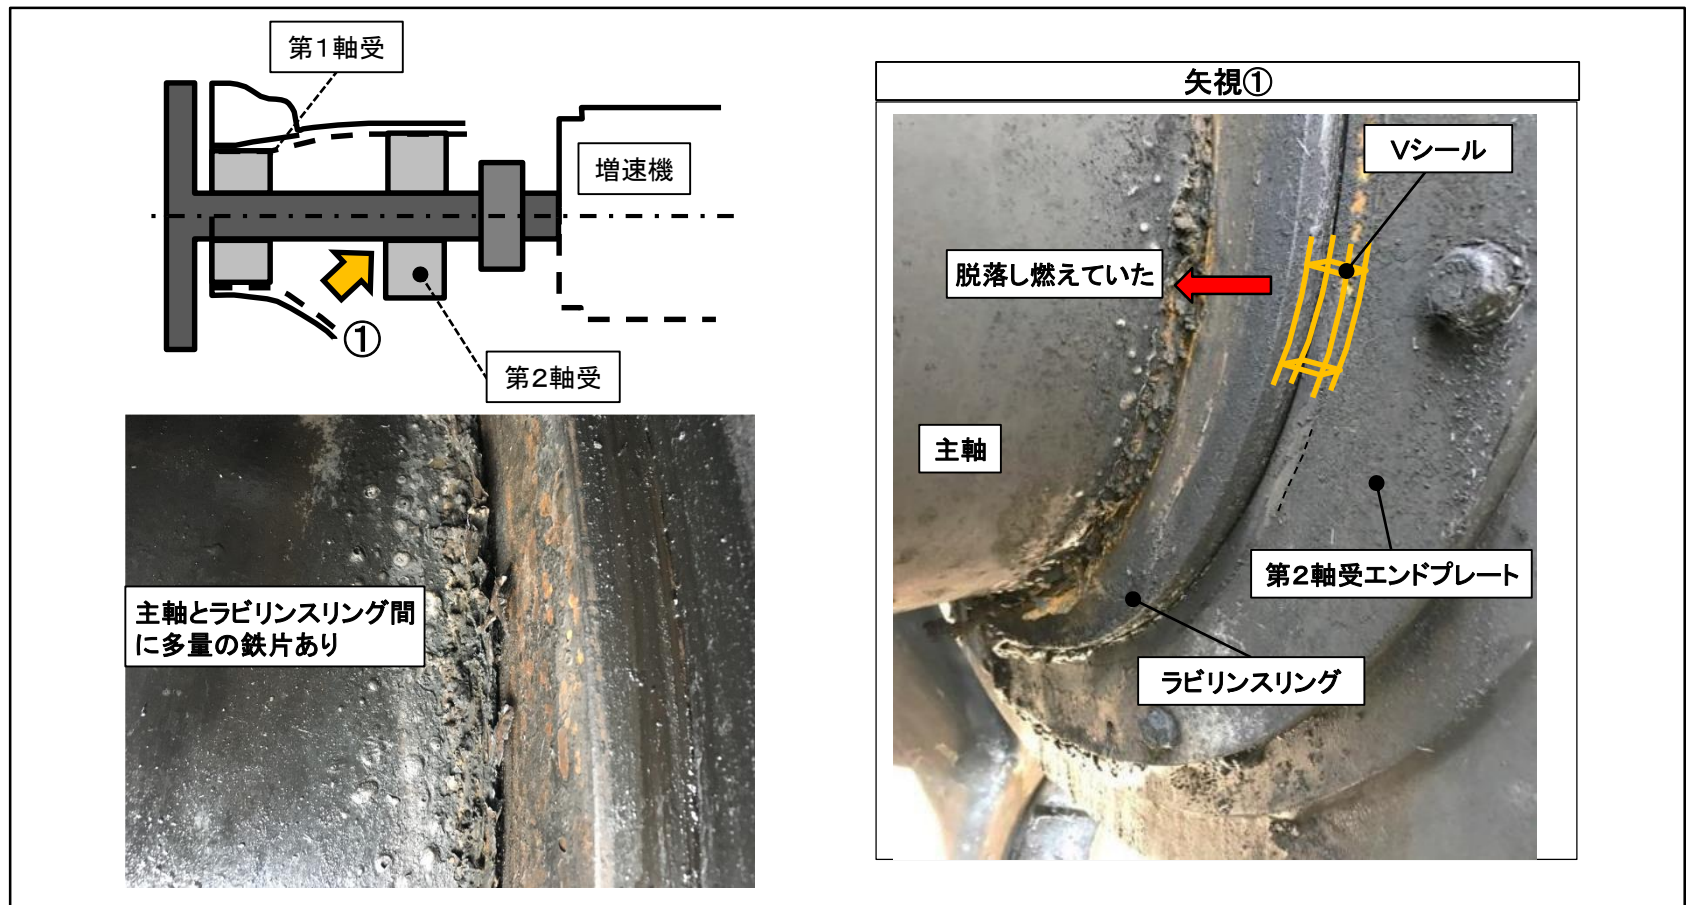 第1軸受
増速機
①
第2軸受
主軸とラビリンスリング間
に多量の鉄片あり
矢視①
Vシール
脱落し燃えていた
主軸
第2軸受エンドプレート
ラビリンスリング